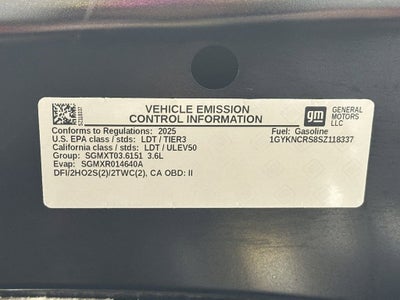 VEHICLE EMISSION
CONTROL INFORMATION
gm
GENERAL
MOTORS
LLC
SZ118337
Conforms to Regulations: 2025
Fuel: Gasoline
U.S. EPA class / stds: LDT / TIER3
1GYKNCRS8SZ118337
California class / stds: LDT / ULEV50
Group: SGMXT03.6151 3.6L
Evap: SGMXR014640A
DFI/2HO2S(2)/2TWC(2), CA OBD: II